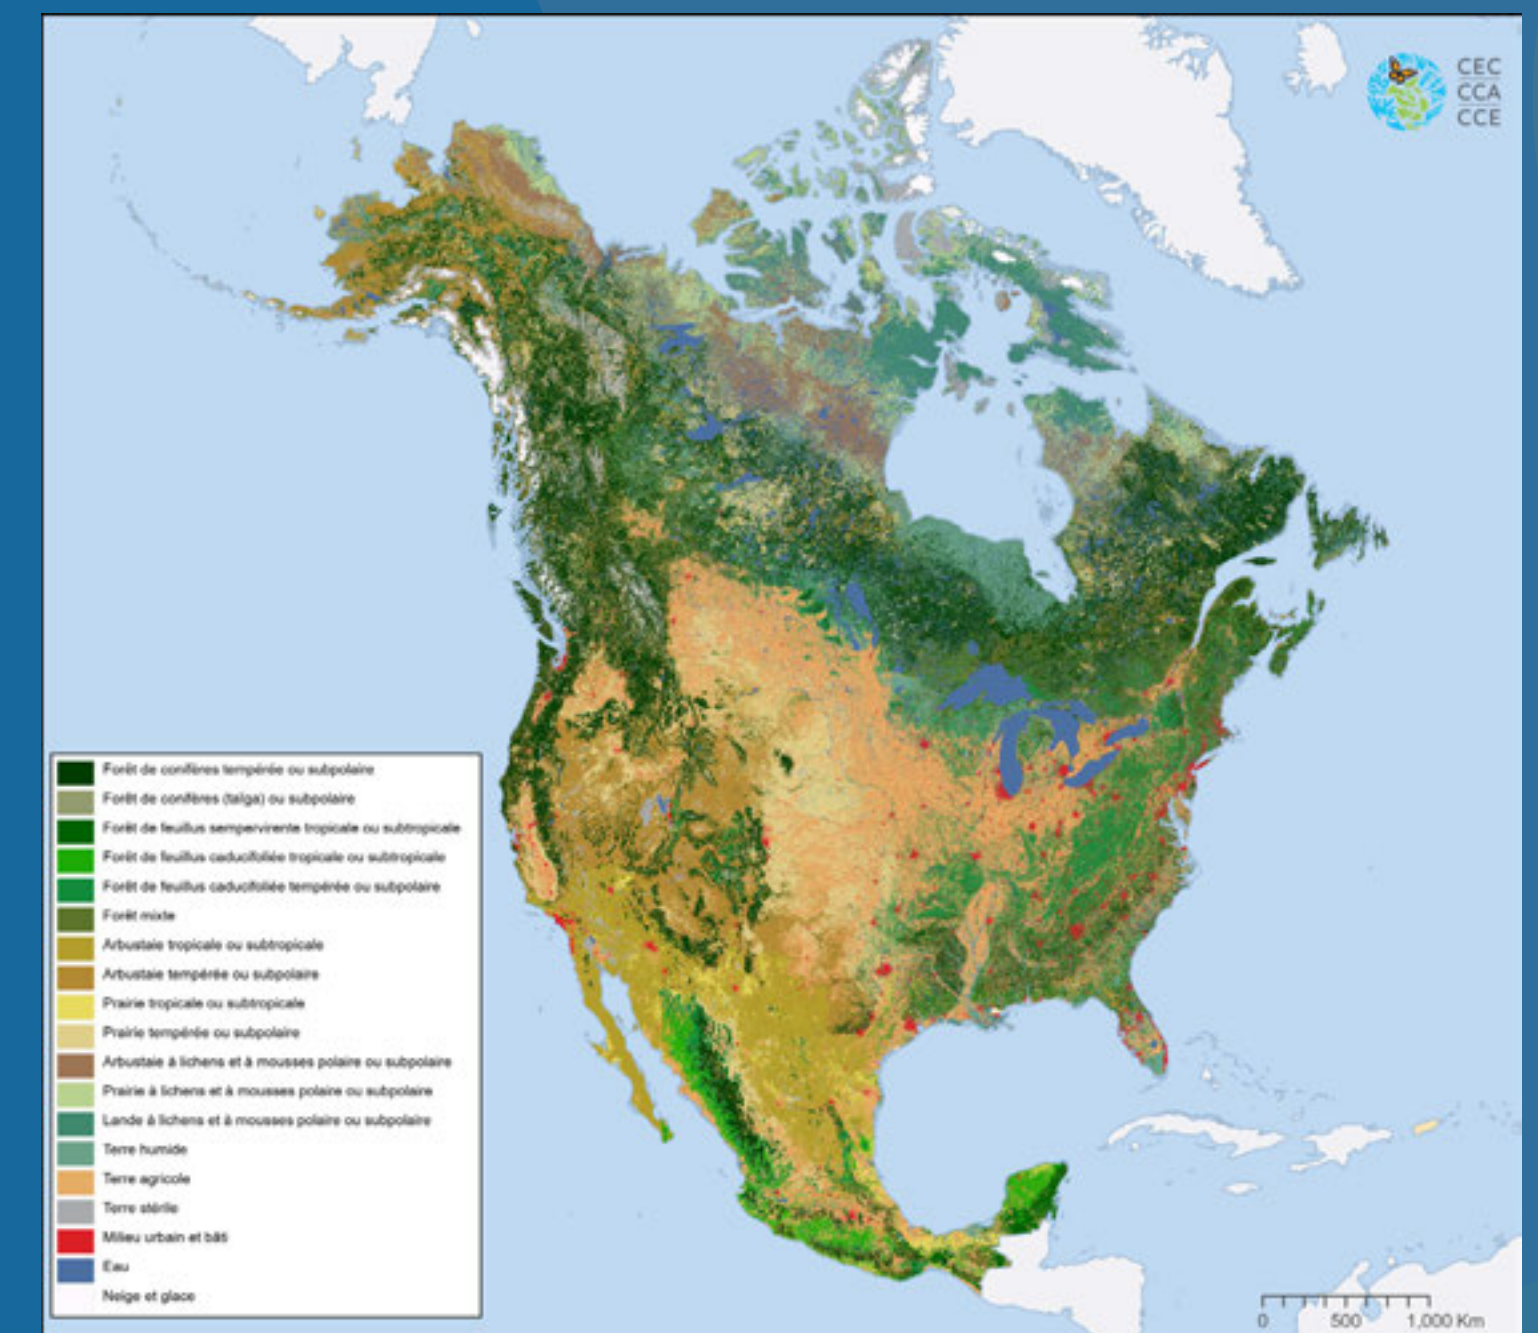 CEC
CCA
CCE
Forêt de conifères tempérée ou subpolaire
Forêt de conifères (taïga) ou subpolaire
Forêt de feuillus sempervirente tropicale ou subtropicale
Forêt de feuillus caducifoliée tropicale ou subtropicale
Forêt de feuillus caducifoliée tempérée ou subpolaire
Forêt mixte
Arbustaie tropicale ou subtropicale
Arbustaie tempérée ou subpolaire
Prairie tropicale ou subtropicale
Prairie tempérée ou subpolaire
Arbustaie à lichens et à mousses polaire ou subpolaire
Prairie à lichens et à mousses polaire ou subpolaire
Lande à lichens et à mousses polaire ou subpolaire
Terre humide
Terre agricole
Terre stérile
Milieu urbain et bâti
Eau
Neige et glace
0 500 1,000 Km